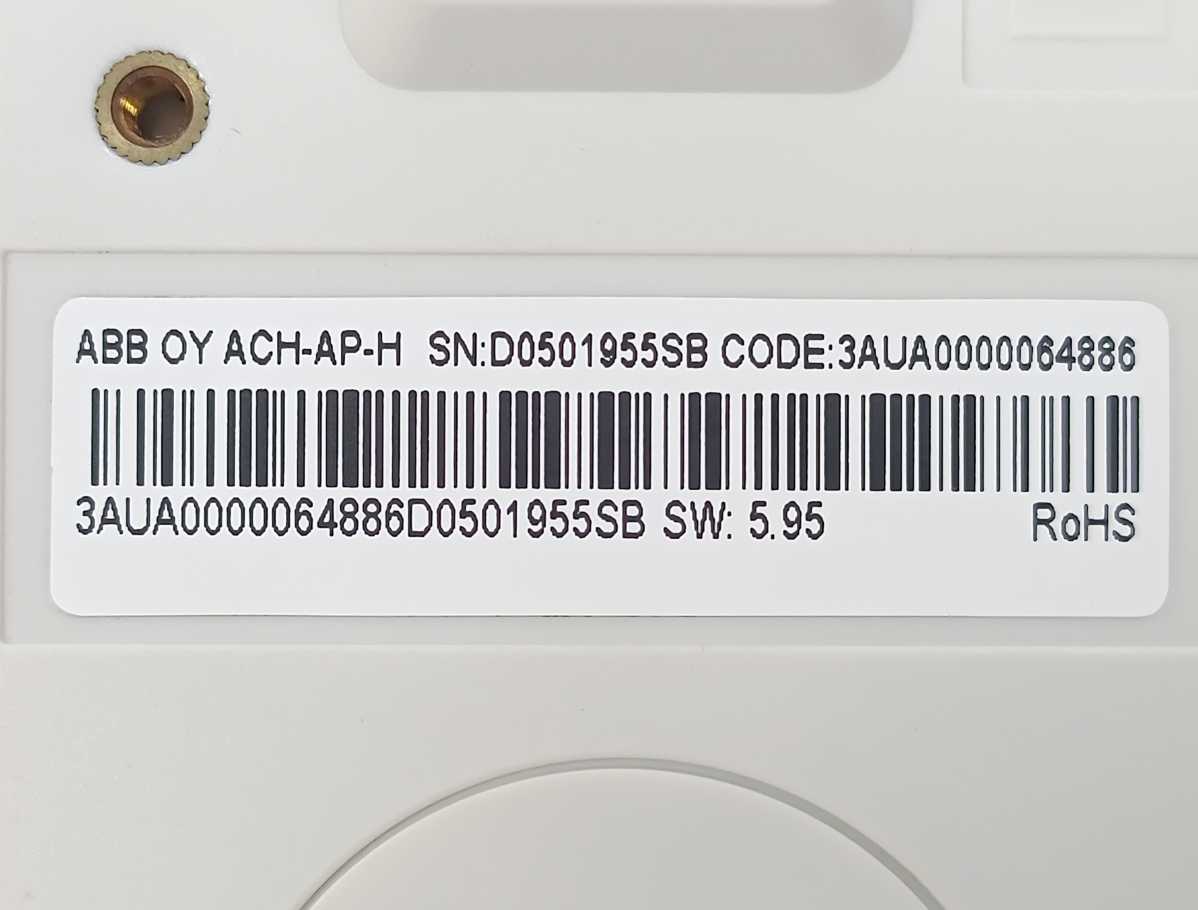 ABB OY ACH-AP-H SN:D0501955SB CODE:3AUA0000064886
3AUA0000064886D0501955SB SW: 5.95 RoHS